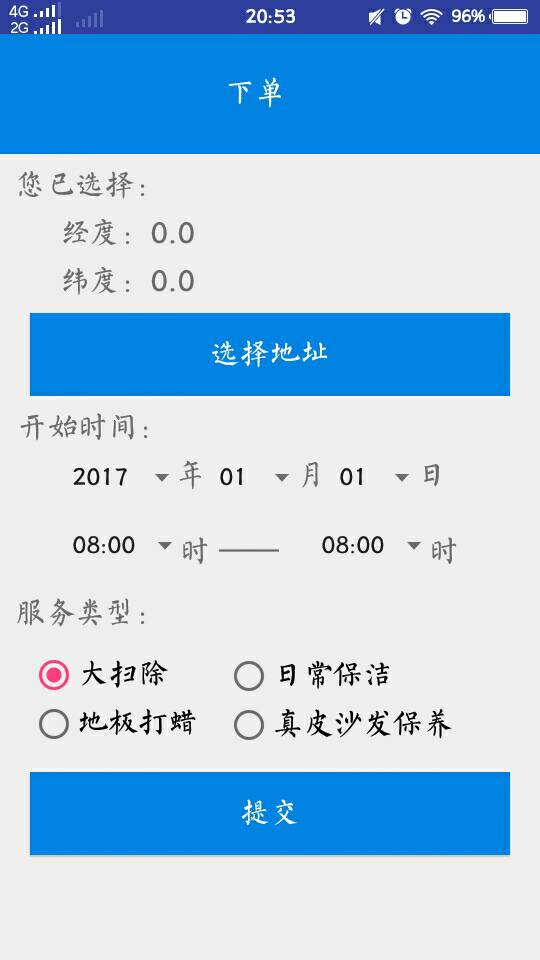 4G
2G
20:53
96%
下单
您已选择：
经度：0.0
纬度：0.0
选择地址
开始时间：
2017 年 01 月 01 日
08:00 时 —— 08:00 时
服务类型：
大扫除 日常保洁
地板打蜡 真皮沙发保养
提交